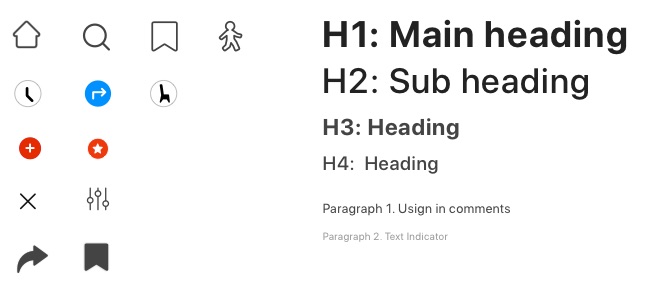 H1: Main heading
H2: Sub heading
H3: Heading
H4: Heading
Paragraph 1. Usign in comments
Paragraph 2. Text Indicator